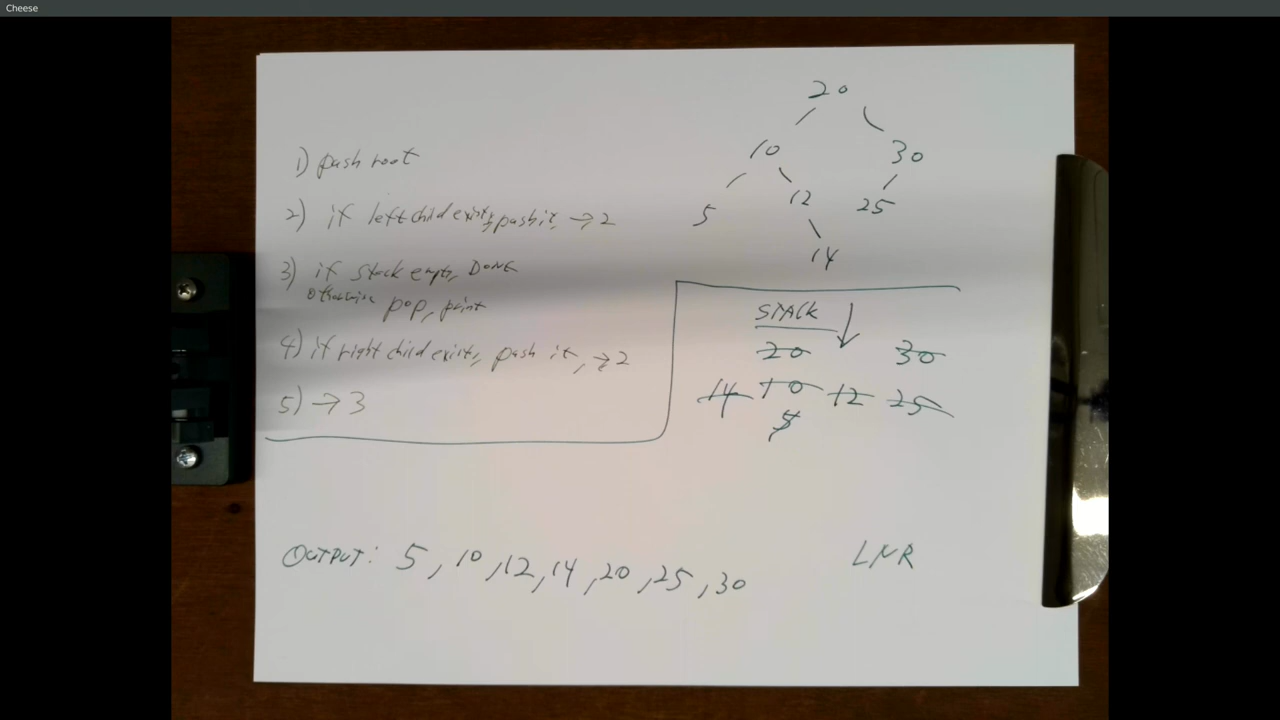 Cheese
1) push root
2) if left child exists, push it, → 2
3) if stack empty, DONE
otherwise pop, print
4) if right child exists, push it, → 2
5) → 3
20
10 30
5 12 25
14
STACK ↓
20 30
14 10 12 25
5
OUTPUT: 5, 10, 12, 14, 20, 25, 30
LNR